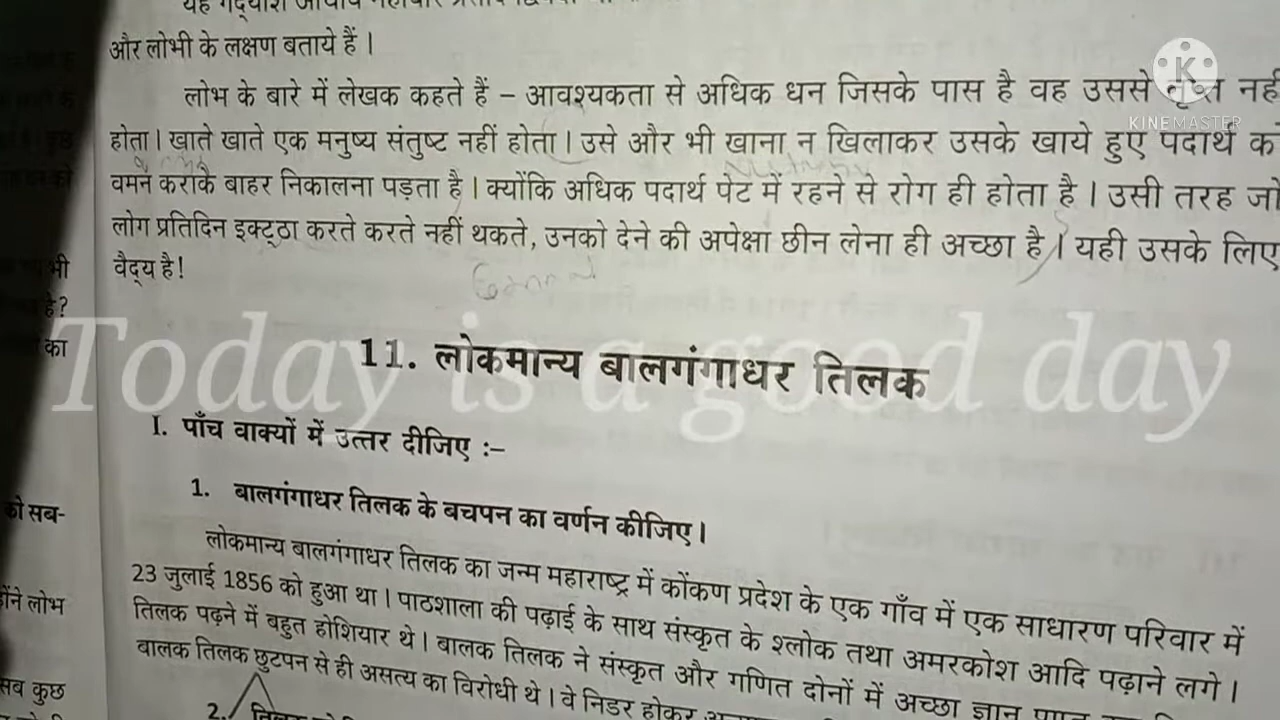 और लोभी के लक्षण बताये हैं ।
लोभ के बारे में लेखक कहते हैं – आवश्यकता से अधिक धन जिसके पास है वह उससे तृप्त नहीं
KINEMASTER
होता । खाते खाते एक मनुष्य संतुष्ट नहीं होता । उसे और भी खाना न खिलाकर उसके खाये हुए पदार्थ
वमन कराके बाहर निकालना पड़ता है । क्योंकि अधिक पदार्थ पेट में रहने से रोग ही होता है । उसी तरह जो
लोग प्रतिदिन इक्ट्ठा करते करते नहीं थकते, उनको देने की अपेक्षा छीन लेना ही अच्छा है । यही उसके लिए
वैद्य है !
भी
है?
का
Today is a good day
11. लोकमान्य बालगंगाधर तिलक
I. पाँच वाक्यों में उत्तर दीजिए :–
1. बालगंगाधर तिलक के बचपन का वर्णन कीजिए ।
को सब-
लोकमान्य बालगंगाधर तिलक का जन्म महाराष्ट्र में कोंकण प्रदेश के एक गाँव में एक साधारण परिवार में
23 जुलाई 1856 को हुआ था । पाठशाला की पढ़ाई के साथ संस्कृत के श्लोक तथा अमरकोश आदि पढ़ाने लगे ।
लोभ
तिलक पढ़ने में बहुत होशियार थे । बालक तिलक ने संस्कृत और गणित दोनों में अच्छा ज्ञान
बालक तिलक छुटपन से ही असत्य का विरोधी थे । वे निडर होकर
सब कुछ
2. तिलक